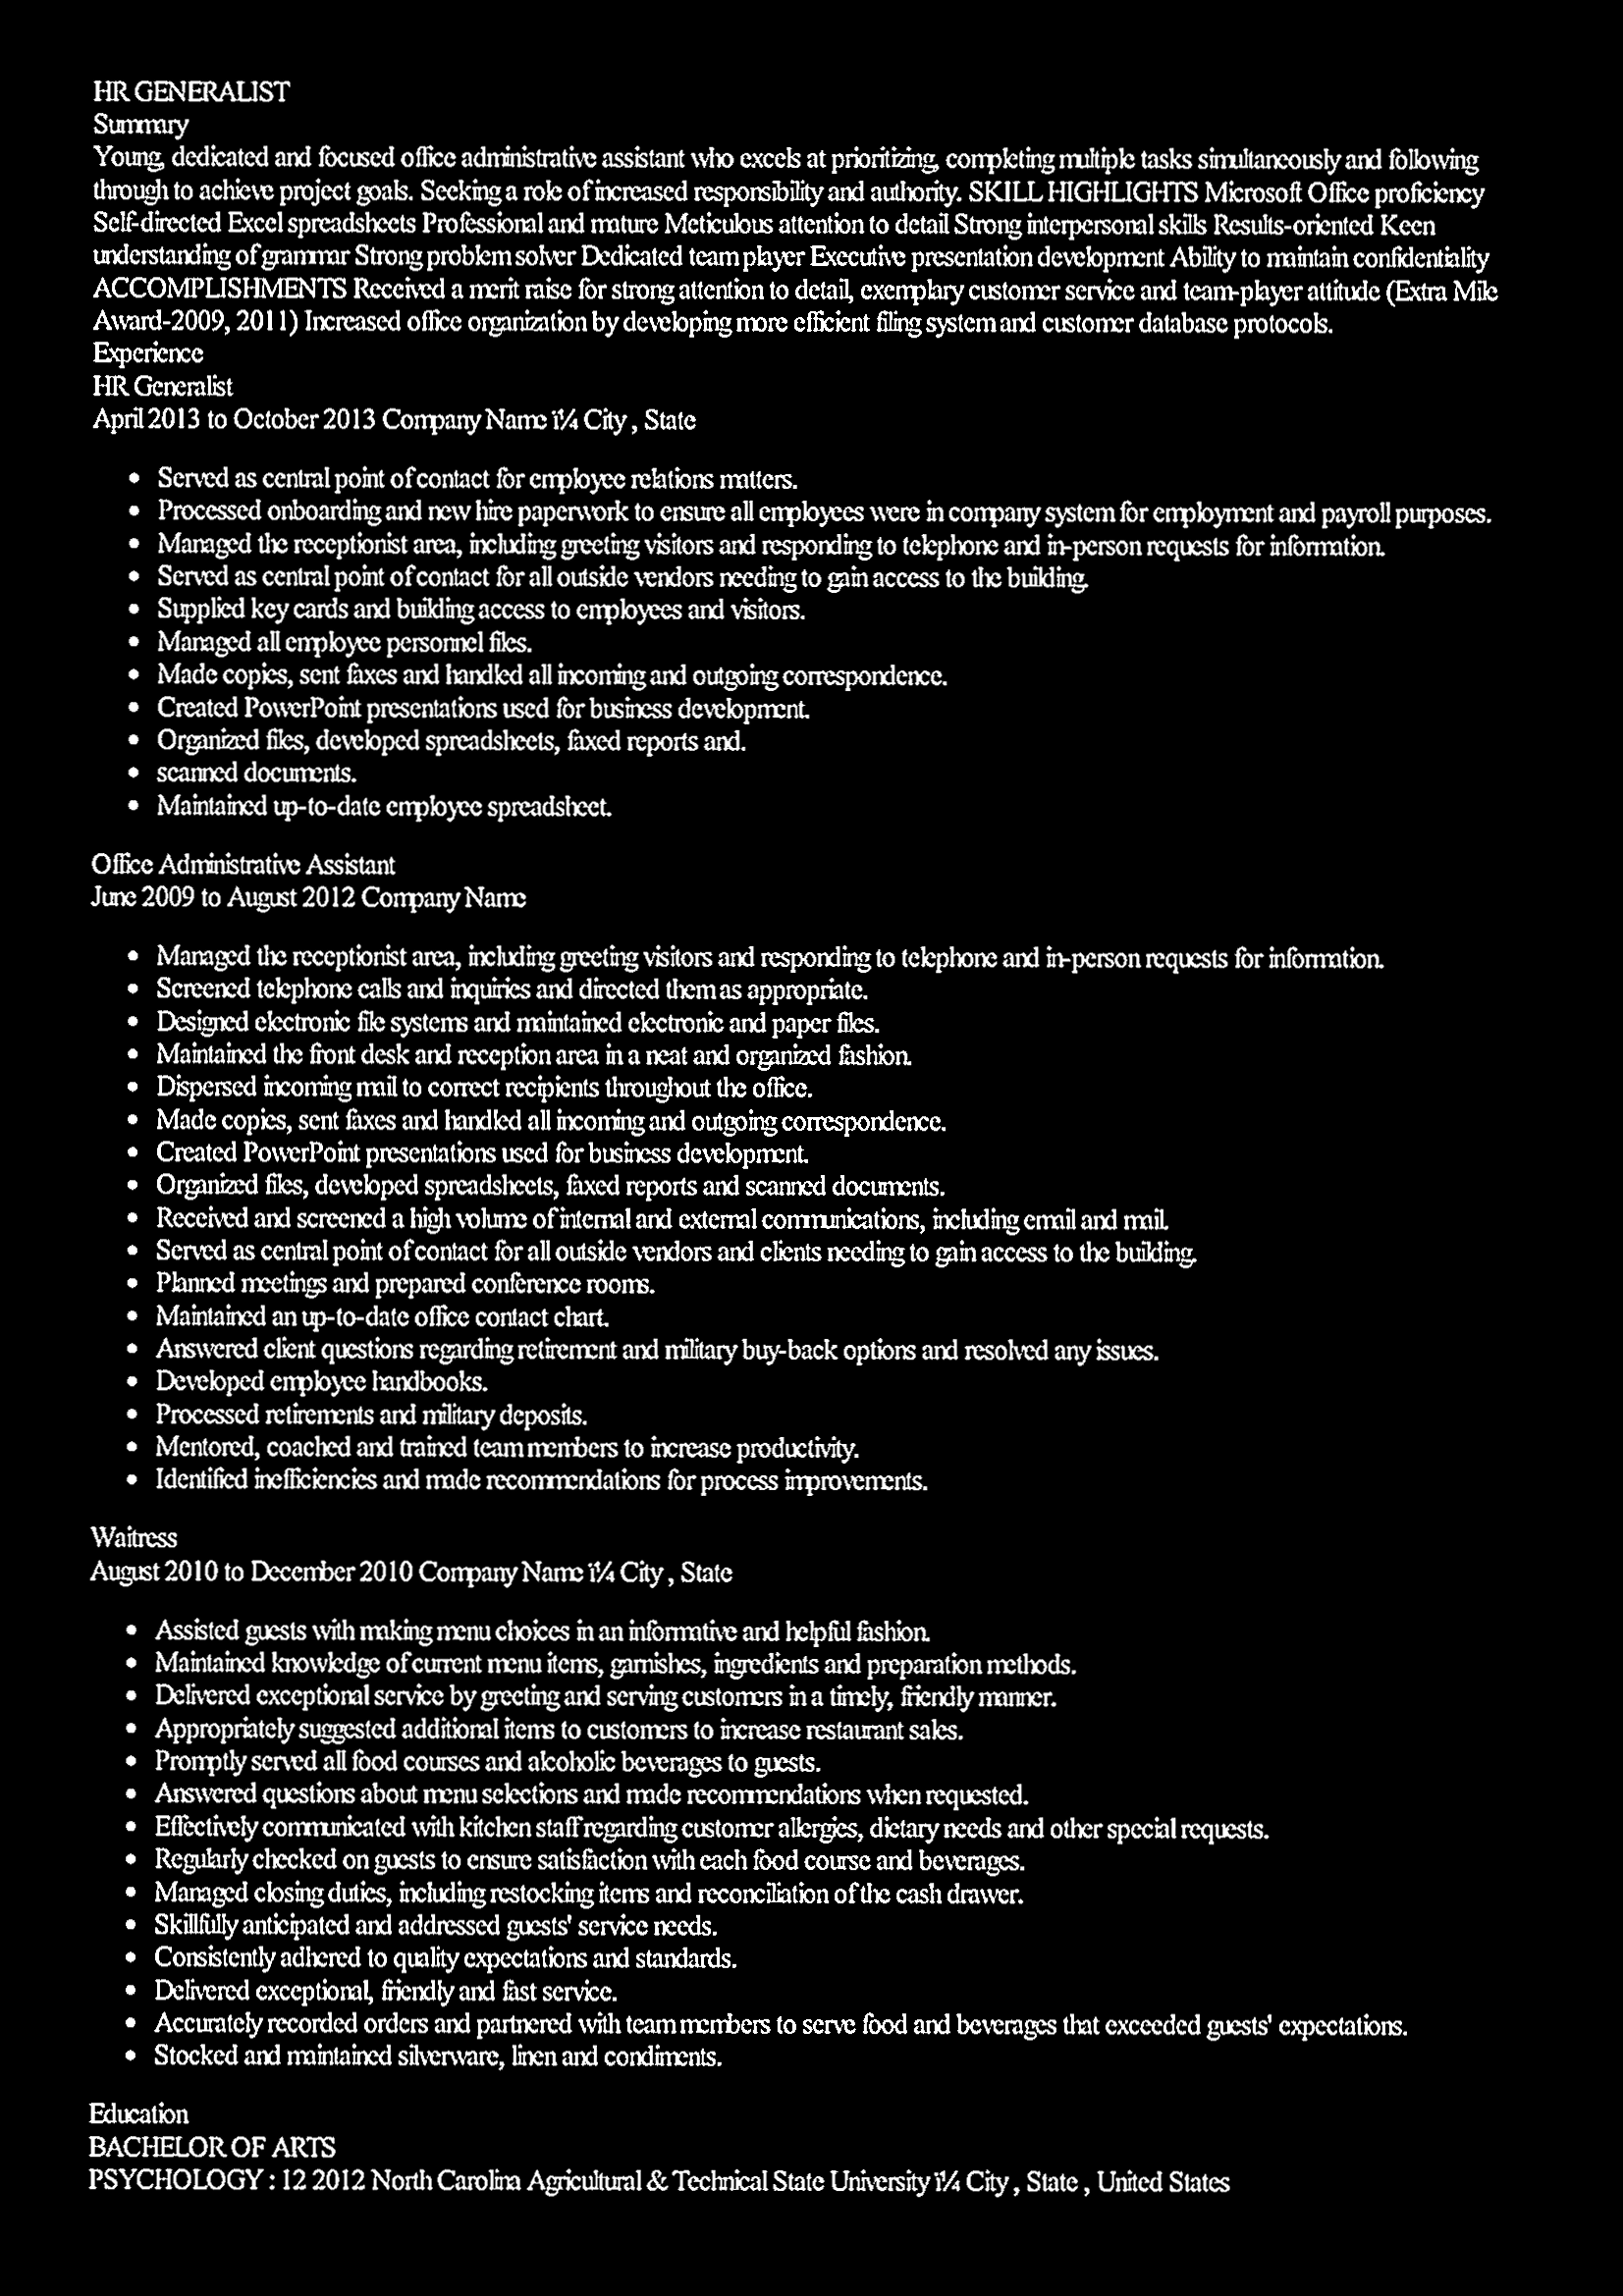 HR GENERALIST
Summary
Young, dedicated and focused office administrative assistant who excels at prioritizing, completing multiple tasks simultaneously and following
through to achieve project goals. Seeking a role of increased responsibility and authority. SKILL HIGHLIGHTS Microsoft Office proficiency
Self-directed Excel spreadsheets Professional and mature Meticulous attention to detail Strong interpersonal skills Results-oriented Keen
understanding of grammar Strong problem solver Dedicated team player Executive presentation development Ability to maintain confidentiality
ACCOMPLISHMENTS Received a merit raise for strong attention to detail, exemplary customer service and team-player attitude (Extra Mile
Award-2009, 2011) Increased office organization by developing more efficient filing system and customer database protocols.
Experience
HR Generalist
April 2013 to October 2013 Company Name ï¼ City , State
• Served as central point of contact for employee relations matters.
• Processed onboarding and new hire paperwork to ensure all employees were in company system for employment and payroll purposes.
• Managed the receptionist area, including greeting visitors and responding to telephone and in-person requests for information.
• Served as central point of contact for all outside vendors needing to gain access to the building.
• Supplied key cards and building access to employees and visitors.
• Managed all employee personnel files.
• Made copies, sent faxes and handled all incoming and outgoing correspondence.
• Created PowerPoint presentations used for business development.
• Organized files, developed spreadsheets, faxed reports and.
• scanned documents.
• Maintained up-to-date employee spreadsheet.
Office Administrative Assistant
June 2009 to August 2012 Company Name
• Managed the receptionist area, including greeting visitors and responding to telephone and in-person requests for information.
• Screened telephone calls and inquiries and directed them as appropriate.
• Designed electronic file systems and maintained electronic and paper files.
• Maintained the front desk and reception area in a neat and organized fashion.
• Dispersed incoming mail to correct recipients throughout the office.
• Made copies, sent faxes and handled all incoming and outgoing correspondence.
• Created PowerPoint presentations used for business development.
• Organized files, developed spreadsheets, faxed reports and scanned documents.
• Received and screened a high volume of internal and external communications, including email and mail.
• Served as central point of contact for all outside vendors and clients needing to gain access to the building.
• Planned meetings and prepared conference rooms.
• Maintained an up-to-date office contact chart.
• Answered client questions regarding retirement and military buy-back options and resolved any issues.
• Developed employee handbooks.
• Processed retirements and military deposits.
• Mentored, coached and trained team members to increase productivity.
• Identified inefficiencies and made recommendations for process improvements.
Waitress
August 2010 to December 2010 Company Name ï¼ City , State
• Assisted guests with making menu choices in an informative and helpful fashion.
• Maintained knowledge of current menu items, garnishes, ingredients and preparation methods.
• Delivered exceptional service by greeting and serving customers in a timely, friendly manner.
• Appropriately suggested additional items to customers to increase restaurant sales.
• Promptly served all food courses and alcoholic beverages to guests.
• Answered questions about menu selections and made recommendations when requested.
• Effectively communicated with kitchen staff regarding customer allergies, dietary needs and other special requests.
• Regularly checked on guests to ensure satisfaction with each food course and beverages.
• Managed closing duties, including restocking items and reconciliation of the cash drawer.
• Skillfully anticipated and addressed guests' service needs.
• Consistently adhered to quality expectations and standards.
• Delivered exceptional, friendly and fast service.
• Accurately recorded orders and partnered with team members to serve food and beverages that exceeded guests' expectations.
• Stocked and maintained silverware, linen and condiments.
Education
BACHELOR OF ARTS
PSYCHOLOGY : 12 2012 North Carolina Agricultural & Technical State University ï¼ City , State , United States